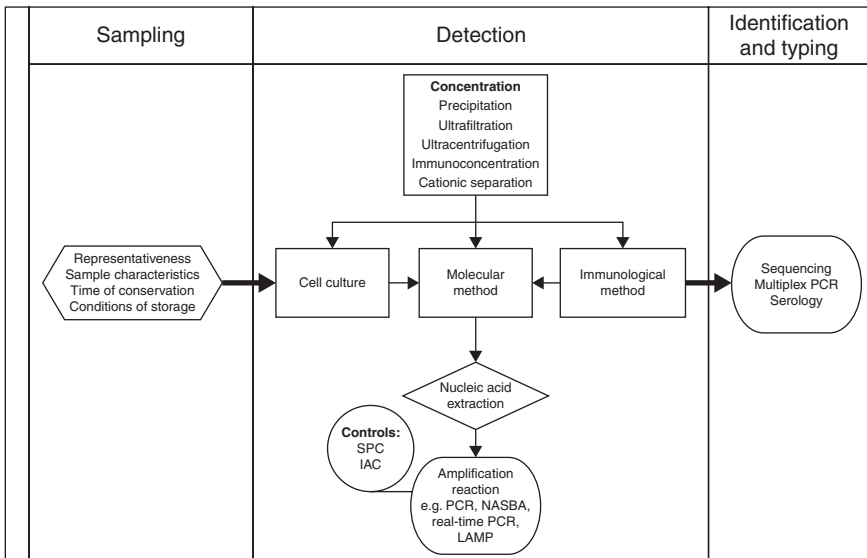 Sampling
Detection
Identification
and typing
Concentration
Precipitation
Ultrafiltration
Ultracentrifugation
Immunoconcentration
Cationic separation
Representativeness
Sample characteristics
Time of conservation
Conditions of storage
Cell culture
Molecular
method
Immunological
method
Sequencing
Multiplex PCR
Serology
Nucleic acid
extraction
Controls:
SPC
IAC
Amplification
reaction
e.g. PCR, NASBA,
real-time PCR,
LAMP